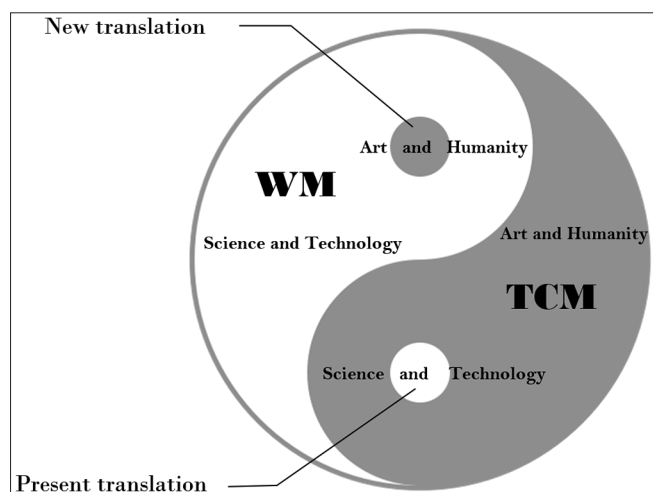 New translation
Art and Humanity
WM
Science and Technology
Art and Humanity
TCM
Science and Technology
Present translation